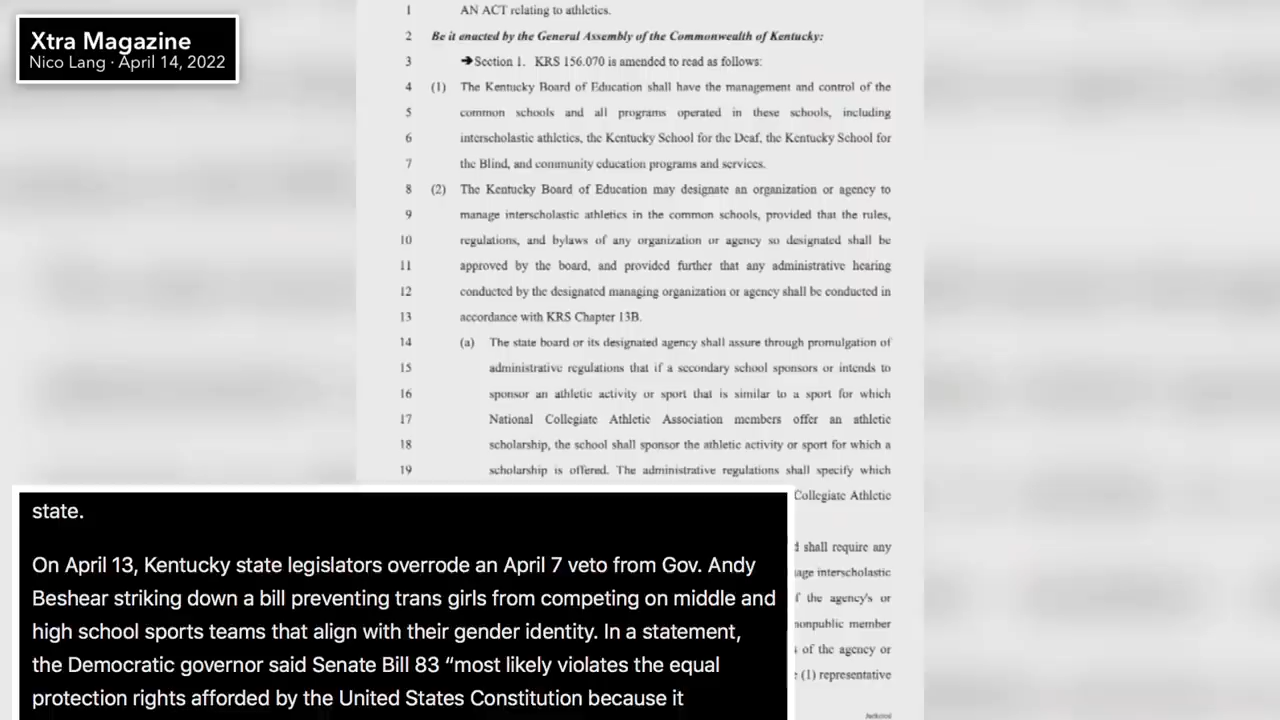 Xtra Magazine
Nico Lang · April 14, 2022
1 AN ACT relating to athletics.
2 Be it enacted by the General Assembly of the Commonwealth of Kentucky:
3 ➔Section 1. KRS 156.070 is amended to read as follows:
4 (1) The Kentucky Board of Education shall have the management and control of the
5 common schools and all programs operated in these schools, including
6 interscholastic athletics, the Kentucky School for the Deaf, the Kentucky School for
7 the Blind, and community education programs and services.
8 (2) The Kentucky Board of Education may designate an organization or agency to
9 manage interscholastic athletics in the common schools, provided that the rules,
10 regulations, and bylaws of any organization or agency so designated shall be
11 approved by the board, and provided further that any administrative hearing
12 conducted by the designated managing organization or agency shall be conducted in
13 accordance with KRS Chapter 13B.
14 (a) The state board or its designated agency shall assure through promulgation of
15 administrative regulations that if a secondary school sponsors or intends to
16 sponsor an athletic activity or sport that is similar to a sport for which
17 National Collegiate Athletic Association members offer an athletic
18 scholarship, the school shall sponsor the athletic activity or sport for which a
19 scholarship is offered. The administrative regulations shall specify which
Collegiate Athletic
shall require any
interscholastic
the agency's or
nonpublic member
of the agency or
(1) representative
state.
On April 13, Kentucky state legislators overrode an April 7 veto from Gov. Andy
Beshear striking down a bill preventing trans girls from competing on middle and
high school sports teams that align with their gender identity. In a statement,
the Democratic governor said Senate Bill 83 “most likely violates the equal
protection rights afforded by the United States Constitution because it